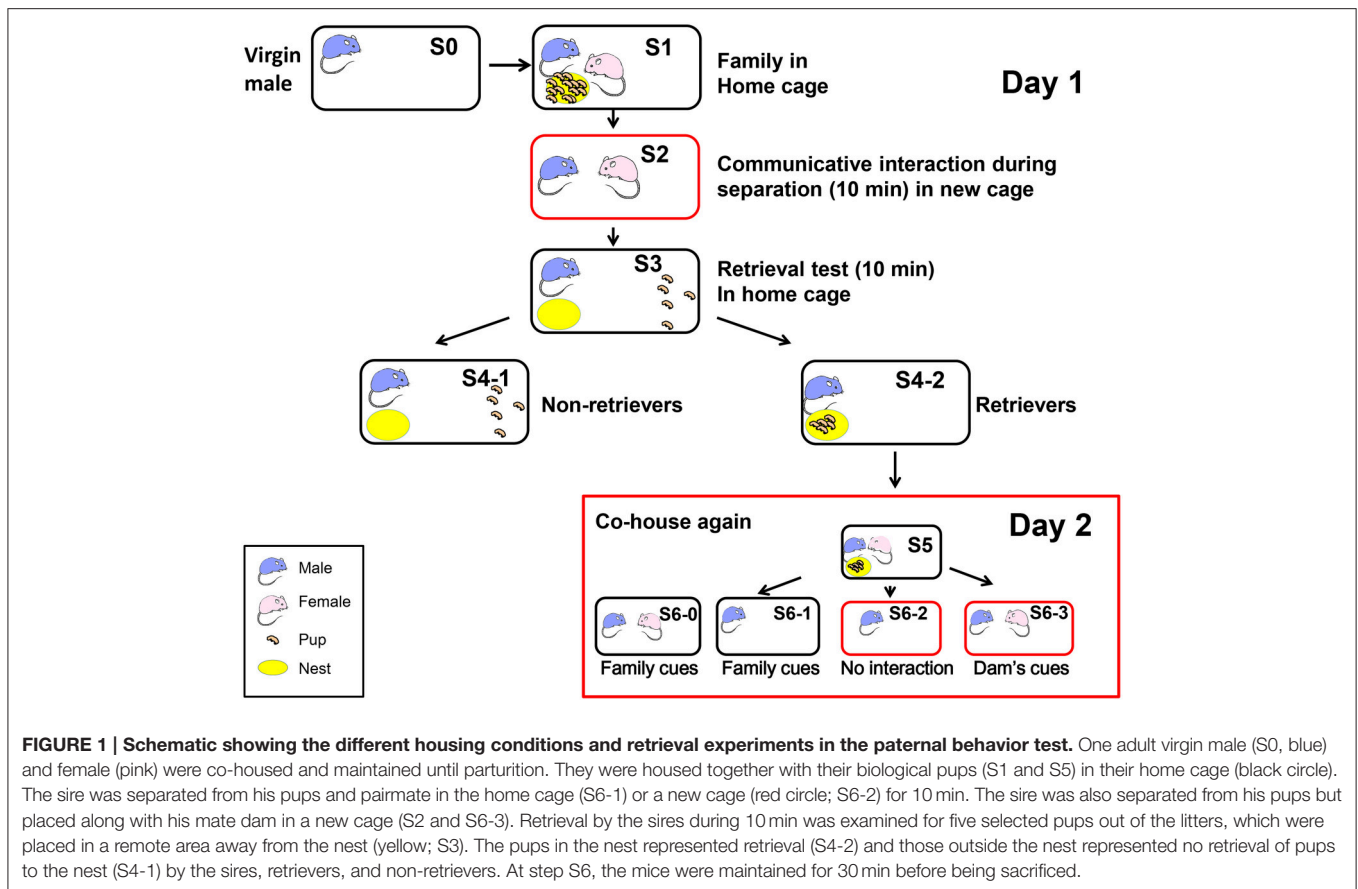 Virgin
male
S0
S1
Family in
Home cage
Day 1
S2
Communicative interaction during
separation (10 min) in new cage
S3
Retrieval test (10 min)
In home cage
S4-1
Non-retrievers
S4-2
Retrievers
Co-house again
Day 2
S5
S6-0
S6-1
S6-2
S6-3
Family cues
Family cues
No interaction
Dam's cues
Male
Female
Pup
Nest
FIGURE 1 | Schematic showing the different housing conditions and retrieval experiments in the paternal behavior test. One adult virgin male (S0, blue)
and female (pink) were co-housed and maintained until parturition. They were housed together with their biological pups (S1 and S5) in their home cage (black circle).
The sire was separated from his pups and pairmate in the home cage (S6-1) or a new cage (red circle; S6-2) for 10 min. The sire was also separated from his pups but
placed along with his mate dam in a new cage (S2 and S6-3). Retrieval by the sires during 10 min was examined for five selected pups out of the litters, which were
placed in a remote area away from the nest (yellow; S3). The pups in the nest represented retrieval (S4-2) and those outside the nest represented no retrieval of pups
to the nest (S4-1) by the sires, retrievers, and non-retrievers. At step S6, the mice were maintained for 30 min before being sacrificed.